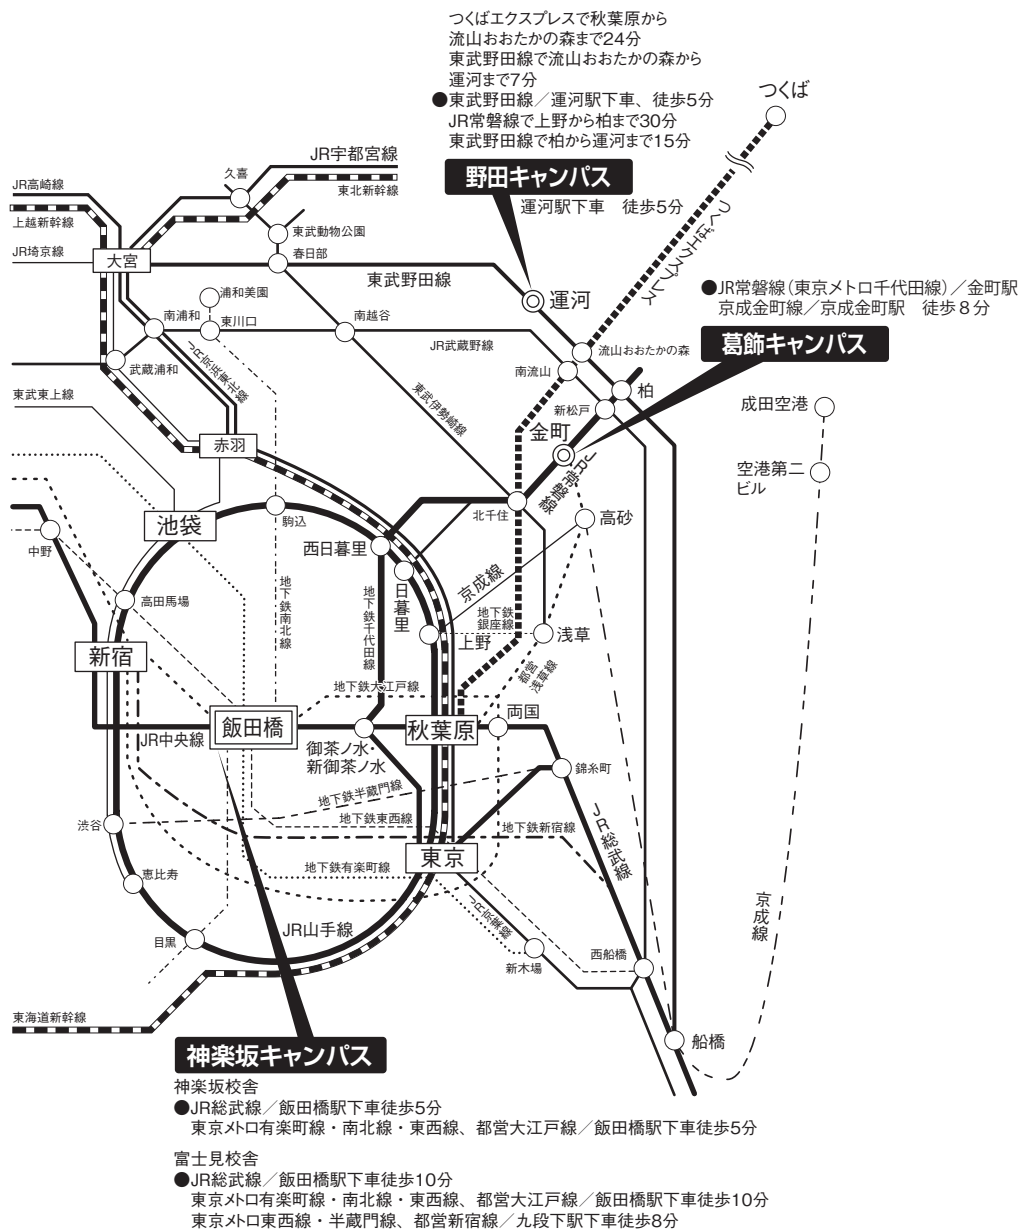 つくばエクスプレスで秋葉原から
流山おおたかの森まで24分
東武野田線で流山おおたかの森から
運河まで7分
●東武野田線／運河駅下車、徒歩5分
JR常磐線で上野から柏まで30分
東武野田線で柏から運河まで15分
つくば
野田キャンパス
運河駅下車　徒歩5分
JR宇都宮線
東北新幹線
久喜
JR高崎線
上越新幹線
JR埼京線
大宮
東武動物公園
春日部
東武野田線
つくばエクスプレス
運河
●JR常磐線（東京メトロ千代田線）／金町駅
京成金町線／京成金町駅　徒歩８分
葛飾キャンパス
浦和美園
南浦和
東川口
南越谷
JR武蔵野線
流山おおたかの森
武蔵浦和
JR京浜東北線
南流山
東武東上線
東武伊勢崎線
柏
新松戸
成田空港
金町
赤羽
JR常磐線
空港第二
ビル
北千住
池袋
駒込
高砂
中野
西日暮里
日暮里
京成線
高田馬場
地下鉄南北線
地下鉄千代田線
地下鉄
銀座線
上野
浅草
新宿
都営
浅草線
地下鉄大江戸線
飯田橋
秋葉原
両国
JR中央線
御茶ノ水・
新御茶ノ水
錦糸町
地下鉄半蔵門線
地下鉄東西線
地下鉄新宿線
JR総武線
渋谷
東京
地下鉄有楽町線
恵比寿
京成線
JR山手線
JR京葉線
目黒
新木場
西船橋
東海道新幹線
船橋
神楽坂キャンパス
神楽坂校舎
●JR総武線／飯田橋駅下車徒歩5分
東京メトロ有楽町線・南北線・東西線、都営大江戸線／飯田橋駅下車徒歩5分
富士見校舎
●JR総武線／飯田橋駅下車徒歩10分
東京メトロ有楽町線・南北線・東西線、都営大江戸線／飯田橋駅下車徒歩10分
東京メトロ東西線・半蔵門線、都営新宿線／九段下駅下車徒歩8分